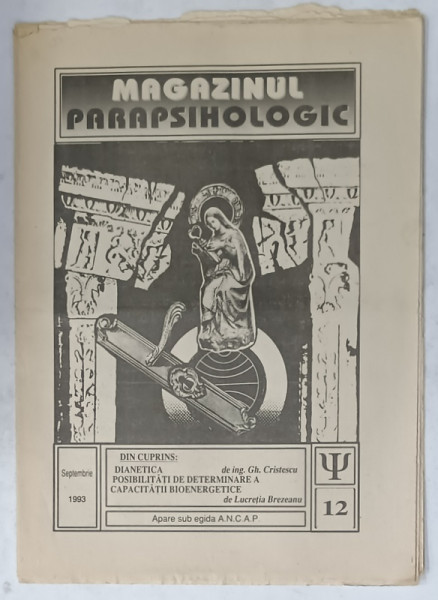 MAGAZINUL
PARAPSIHOLOGIC
Septembrie
1993
DIN CUPRINS:
DIANETICA de ing. Gh. Cristescu
POSIBILITĂȚI DE DETERMINARE A
CAPACITĂȚII BIOENERGETICE
de Lucreția Brezeanu
Apare sub egida A.N.C.A.P.
Ψ
12